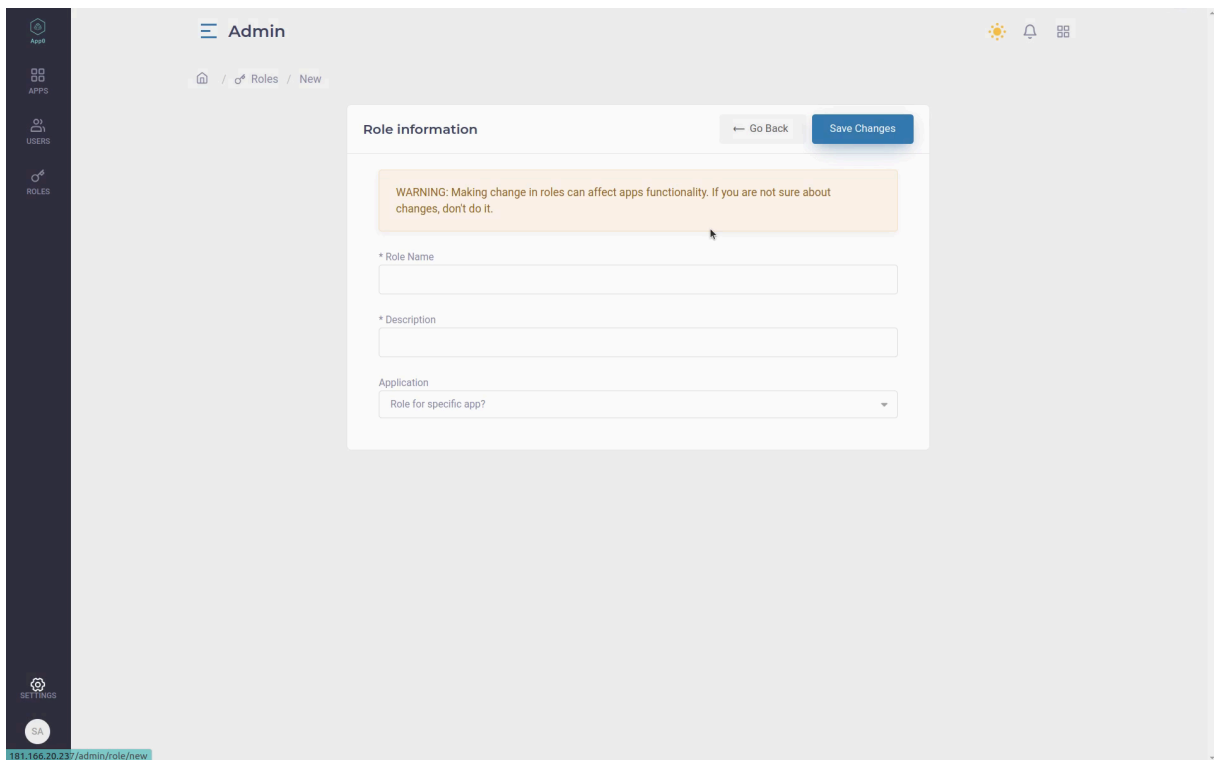 App0
Admin
APPS
/ Roles / New
USERS
Role information
← Go Back
Save Changes
ROLES
WARNING: Making change in roles can affect apps functionality. If you are not sure about
changes, don't do it.
* Role Name
* Description
Application
Role for specific app?
SETTINGS
SA
181.166.20.237/admin/role/new